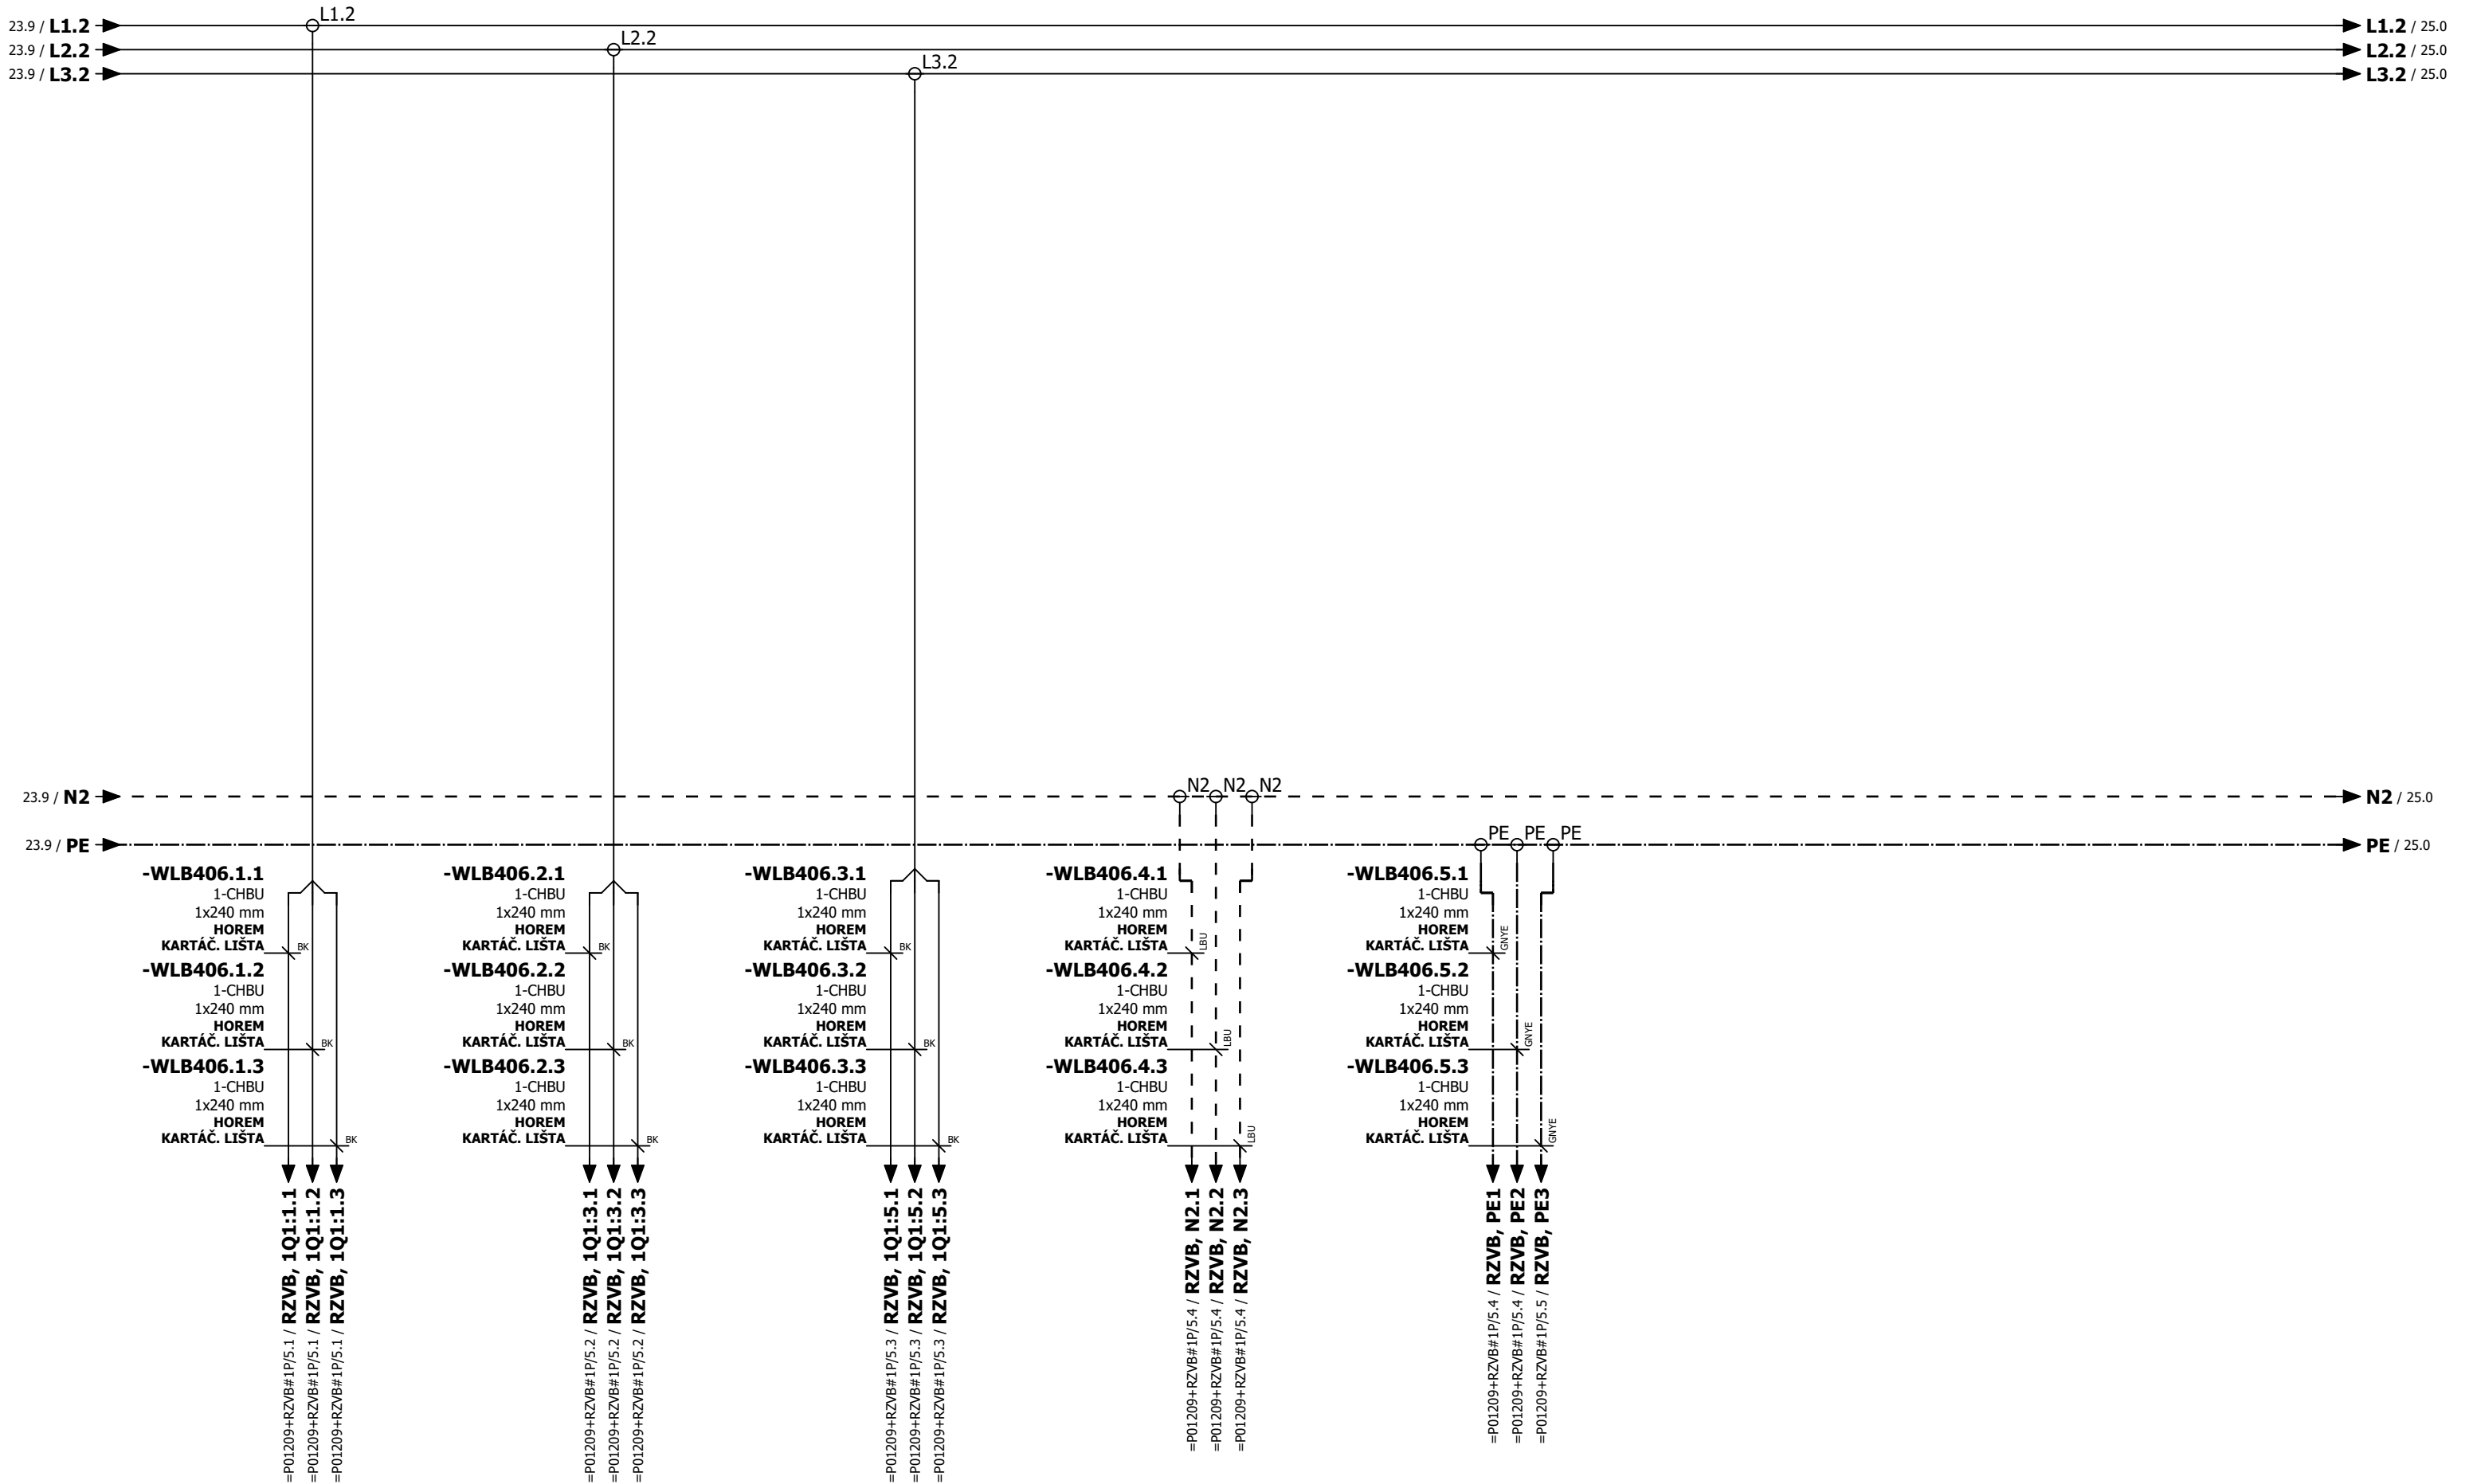 23.9 / L1.2
L1.2
L1.2 / 25.0
23.9 / L2.2
L2.2
L2.2 / 25.0
23.9 / L3.2
L3.2
L3.2 / 25.0
23.9 / N2
N2
N2
N2
N2 / 25.0
23.9 / PE
PE
PE
PE
PE / 25.0
-WLB406.1.1
1-CHBU
1x240 mm
HOREM
KARTÁČ. LIŠTA
BK
-WLB406.1.2
1-CHBU
1x240 mm
HOREM
KARTÁČ. LIŠTA
BK
-WLB406.1.3
1-CHBU
1x240 mm
HOREM
KARTÁČ. LIŠTA
BK
-WLB406.2.1
1-CHBU
1x240 mm
HOREM
KARTÁČ. LIŠTA
BK
-WLB406.2.2
1-CHBU
1x240 mm
HOREM
KARTÁČ. LIŠTA
BK
-WLB406.2.3
1-CHBU
1x240 mm
HOREM
KARTÁČ. LIŠTA
BK
-WLB406.3.1
1-CHBU
1x240 mm
HOREM
KARTÁČ. LIŠTA
BK
-WLB406.3.2
1-CHBU
1x240 mm
HOREM
KARTÁČ. LIŠTA
BK
-WLB406.3.3
1-CHBU
1x240 mm
HOREM
KARTÁČ. LIŠTA
BK
-WLB406.4.1
1-CHBU
1x240 mm
HOREM
KARTÁČ. LIŠTA
LBU
-WLB406.4.2
1-CHBU
1x240 mm
HOREM
KARTÁČ. LIŠTA
LBU
-WLB406.4.3
1-CHBU
1x240 mm
HOREM
KARTÁČ. LIŠTA
LBU
-WLB406.5.1
1-CHBU
1x240 mm
HOREM
KARTÁČ. LIŠTA
GNYE
-WLB406.5.2
1-CHBU
1x240 mm
HOREM
KARTÁČ. LIŠTA
GNYE
-WLB406.5.3
1-CHBU
1x240 mm
HOREM
KARTÁČ. LIŠTA
GNYE
=P01209+RZVB#1P/5.1 / RZVB, 1Q1:1.1
=P01209+RZVB#1P/5.1 / RZVB, 1Q1:1.2
=P01209+RZVB#1P/5.1 / RZVB, 1Q1:1.3
=P01209+RZVB#1P/5.2 / RZVB, 1Q1:3.1
=P01209+RZVB#1P/5.2 / RZVB, 1Q1:3.2
=P01209+RZVB#1P/5.2 / RZVB, 1Q1:3.3
=P01209+RZVB#1P/5.3 / RZVB, 1Q1:5.1
=P01209+RZVB#1P/5.3 / RZVB, 1Q1:5.2
=P01209+RZVB#1P/5.3 / RZVB, 1Q1:5.3
=P01209+RZVB#1P/5.4 / RZVB, N2.1
=P01209+RZVB#1P/5.4 / RZVB, N2.2
=P01209+RZVB#1P/5.4 / RZVB, N2.3
=P01209+RZVB#1P/5.4 / RZVB, PE1
=P01209+RZVB#1P/5.4 / RZVB, PE2
=P01209+RZVB#1P/5.5 / RZVB, PE3